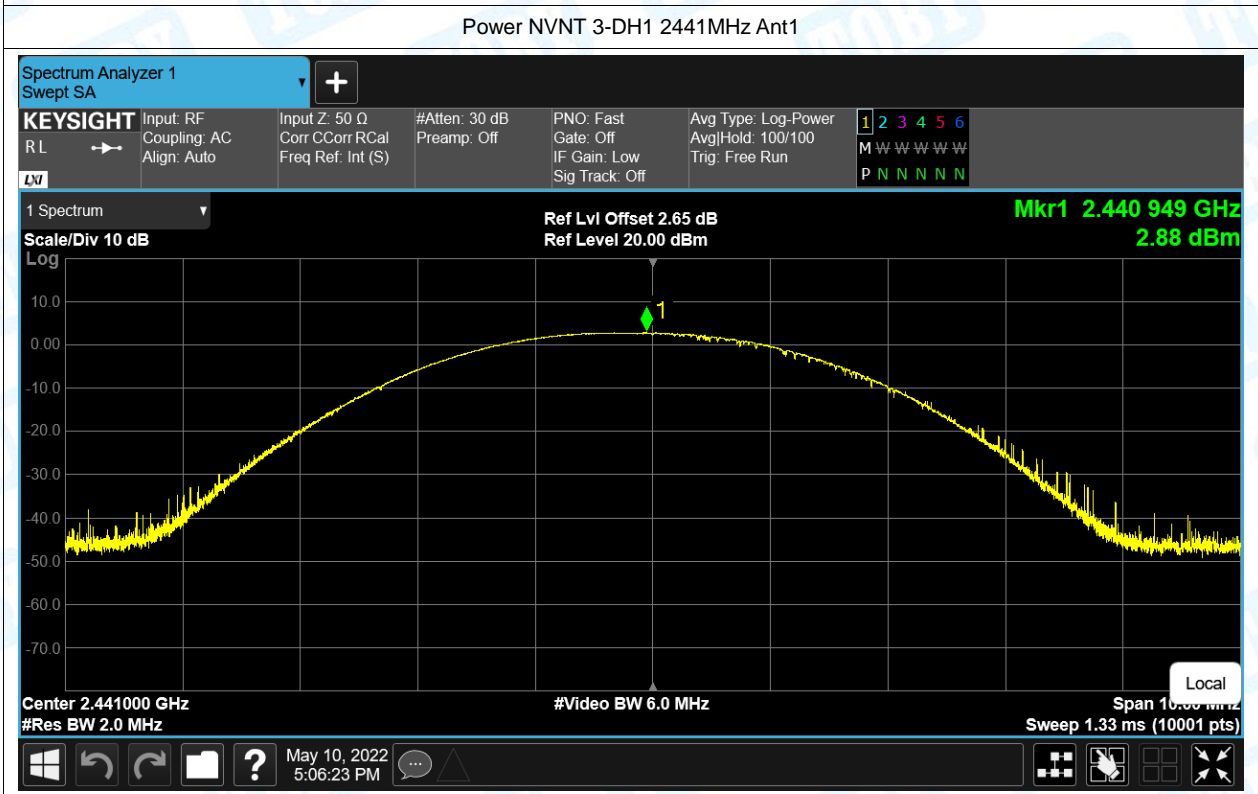 Power NVNT 3-DH1 2441MHz Ant1
Spectrum Analyzer 1
Swept SA
KEYSIGHT
R L
LXI
Input: RF
Coupling: AC
Align: Auto
Input Z: 50 Ω
Corr CCorr RCal
Freq Ref: Int (S)
#Atten: 30 dB
Preamp: Off
PNO: Fast
Gate: Off
IF Gain: Low
Sig Track: Off
Avg Type: Log-Power
Avg|Hold: 100/100
Trig: Free Run
1 2 3 4 5 6
M W W W W W
P N N N N N
1 Spectrum
Scale/Div 10 dB
Ref Lvl Offset 2.65 dB
Ref Level 20.00 dBm
Mkr1 2.440 949 GHz
2.88 dBm
Log
10.0
0.00
-10.0
-20.0
-30.0
-40.0
-50.0
-60.0
-70.0
1
Local
Center 2.441000 GHz
#Video BW 6.0 MHz
Span 10.00 MHz
#Res BW 2.0 MHz
Sweep 1.33 ms (10001 pts)
May 10, 2022
5:06:23 PM